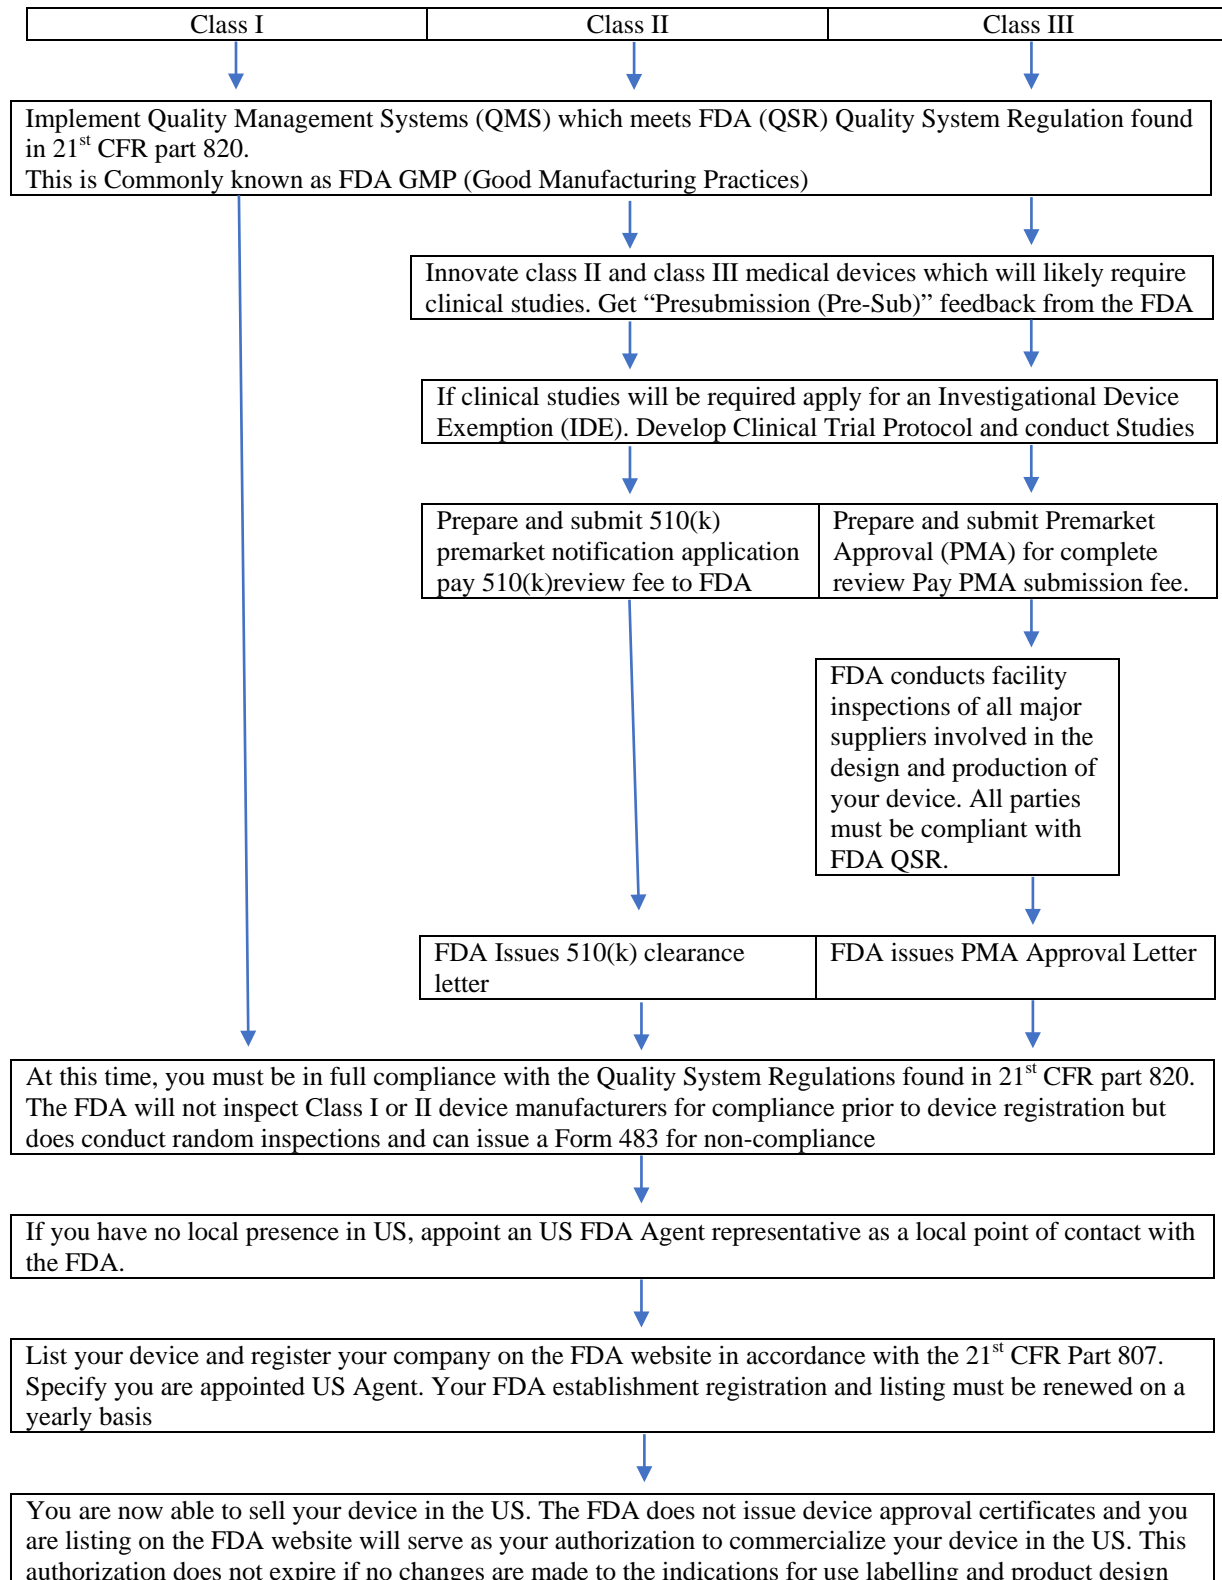 Class I
Class II
Class III
Implement Quality Management Systems (QMS) which meets FDA (QSR) Quality System Regulation found
in 21st CFR part 820.
This is Commonly known as FDA GMP (Good Manufacturing Practices)
Innovate class II and class III medical devices which will likely require
clinical studies. Get “Presubmission (Pre-Sub)” feedback from the FDA
If clinical studies will be required apply for an Investigational Device
Exemption (IDE). Develop Clinical Trial Protocol and conduct Studies
Prepare and submit 510(k)
premarket notification application
pay 510(k)review fee to FDA
Prepare and submit Premarket
Approval (PMA) for complete
review Pay PMA submission fee.
FDA conducts facility
inspections of all major
suppliers involved in the
design and production of
your device. All parties
must be compliant with
FDA QSR.
FDA Issues 510(k) clearance
letter
FDA issues PMA Approval Letter
At this time, you must be in full compliance with the Quality System Regulations found in 21st CFR part 820.
The FDA will not inspect Class I or II device manufacturers for compliance prior to device registration but
does conduct random inspections and can issue a Form 483 for non-compliance
If you have no local presence in US, appoint an US FDA Agent representative as a local point of contact with
the FDA.
List your device and register your company on the FDA website in accordance with the 21st CFR Part 807.
Specify you are appointed US Agent. Your FDA establishment registration and listing must be renewed on a
yearly basis
You are now able to sell your device in the US. The FDA does not issue device approval certificates and you
are listing on the FDA website will serve as your authorization to commercialize your device in the US. This
authorization does not expire if no changes are made to the indications for use labelling and product design